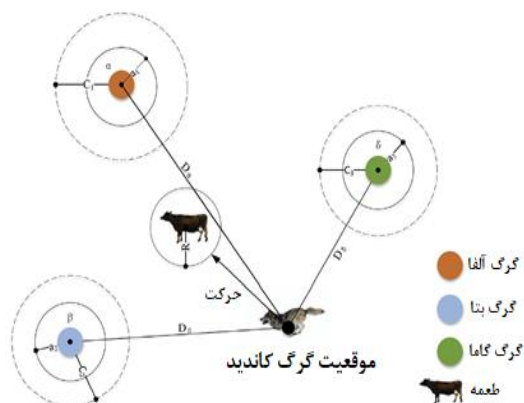 α
a₁
C₁
δ
a₃
C₃
Dα
R
Dδ
حرکت
β
a₂
C₂
موقعیت گرگ کاندید
گرگ آلفا
گرگ بتا
گرگ گاما
طعمه